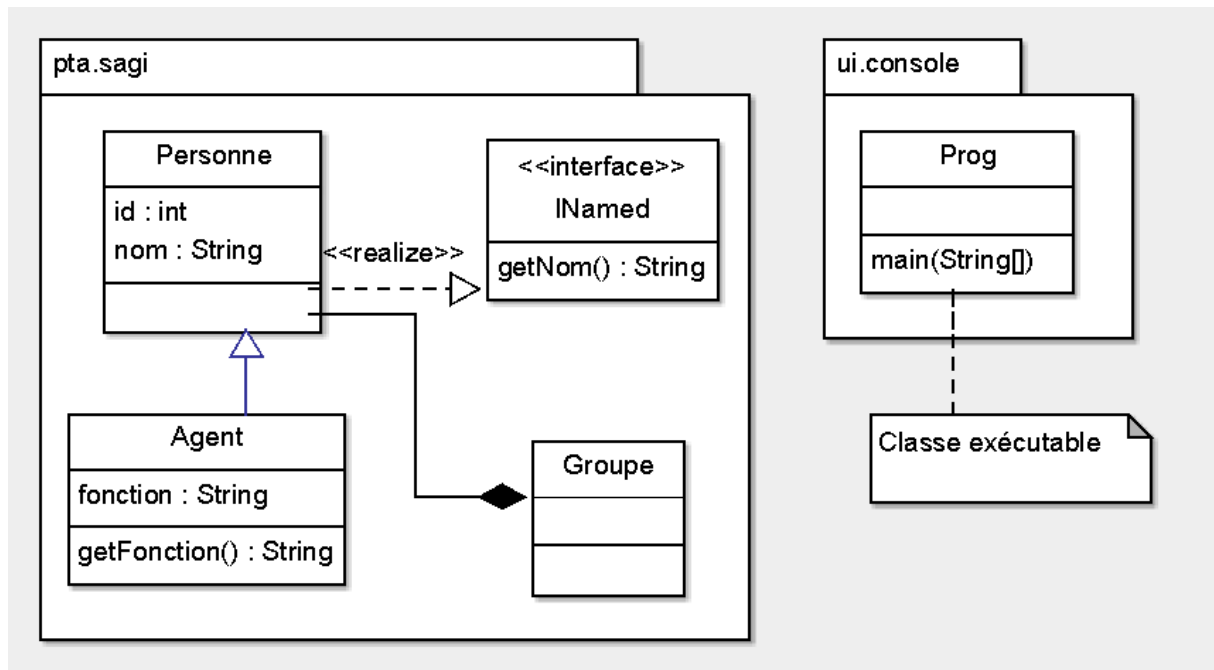 pta.sagi
Personne
id : int
nom : String
<<realize>>
<<interface>>
INamed
getNom() : String
Agent
fonction : String
getFonction() : String
Groupe
ui.console
Prog
main(String[])
Classe exécutable